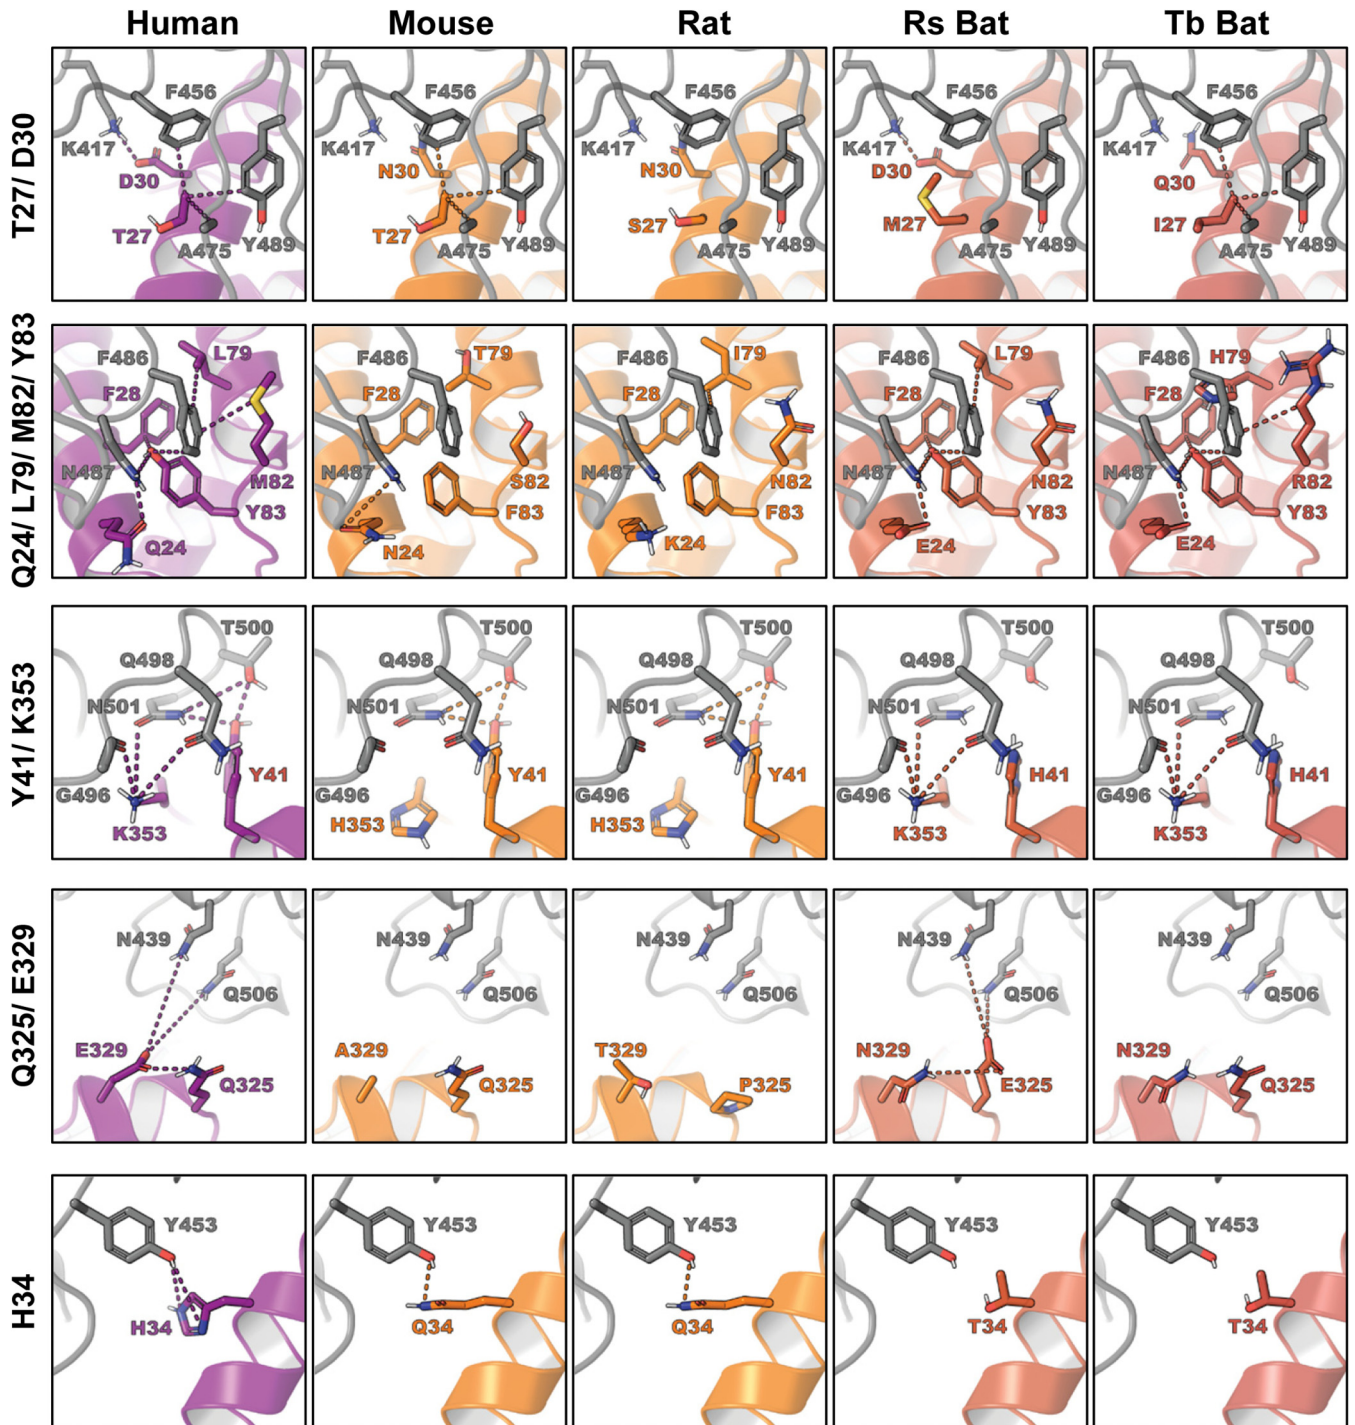 Human Mouse Rat Rs Bat Tb Bat
T27/ D30
F456 F456 F456 F456 F456
K417 K417 K417 K417 K417
D30 N30 N30 D30 Q30
T27 T27 S27 M27 I27
A475 A475 A475 A475 A475
Y489 Y489 Y489 Y489 Y489
Q24/ L79/ M82/ Y83
F486 L79 F486 T79 F486 I79 F486 L79 F486 H79
F28 F28 F28 F28 F28
N487 M82 N487 S82 N487 N82 N487 N82 N487 R82
Y83 F83 F83 Y83 Y83
Q24 N24 K24 E24 E24
Y41/ K353
T500 T500 T500 T500 T500
Q498 Q498 Q498 Q498 Q498
N501 N501 N501 N501 N501
Y41 Y41 Y41 H41 H41
G496 G496 G496 G496 G496
K353 H353 H353 K353 K353
Q325/ E329
N439 N439 N439 N439 N439
Q506 Q506 Q506 Q506 Q506
E329 A329 T329 N329 N329
Q325 Q325 P325 E325 Q325
H34
Y453 Y453 Y453 Y453 Y453
H34 Q34 Q34 T34 T34